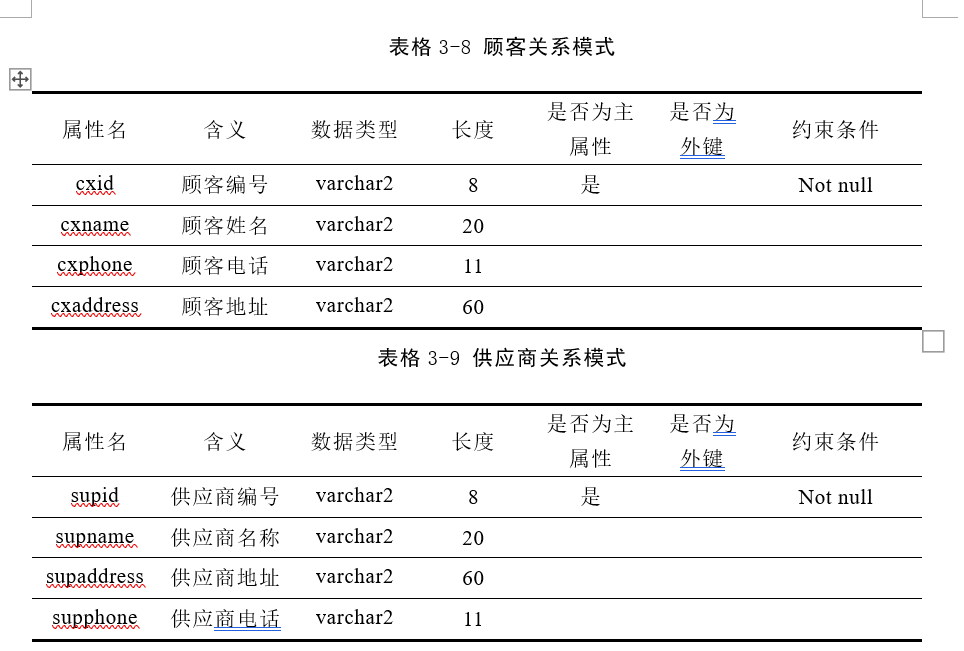 表格 3-8 顾客关系模式
属性名 含义 数据类型 长度 是否为主属性 是否为外键 约束条件
cxid 顾客编号 varchar2 8 是 Not null
cxname 顾客姓名 varchar2 20
cxphone 顾客电话 varchar2 11
cxaddress 顾客地址 varchar2 60
表格 3-9 供应商关系模式
属性名 含义 数据类型 长度 是否为主属性 是否为外键 约束条件
supid 供应商编号 varchar2 8 是 Not null
supname 供应商名称 varchar2 20
supaddress 供应商地址 varchar2 60
supphone 供应商电话 varchar2 11